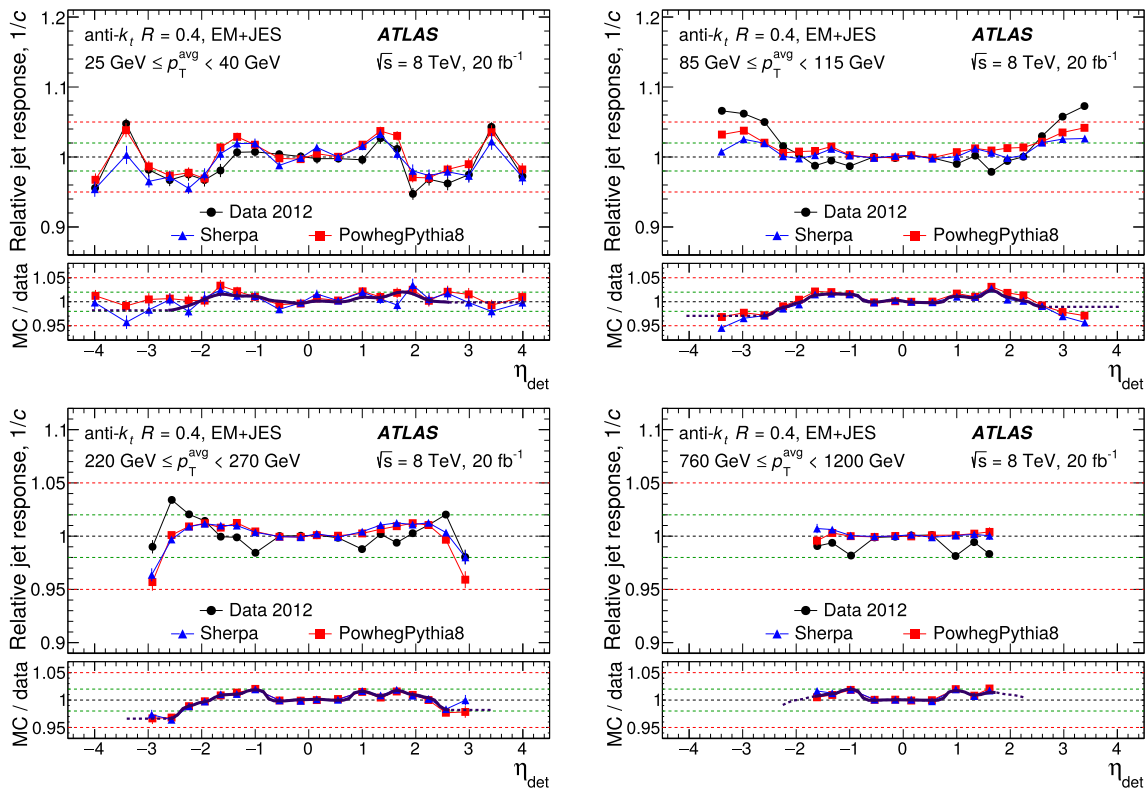 Relative jet response, 1/c
1.2
1.1
1
0.9
anti-k_t R = 0.4, EM+JES
ATLAS
25 GeV ≤ p_T^avg < 40 GeV
√s = 8 TeV, 20 fb⁻¹
Data 2012
Sherpa
PowhegPythia8
MC / data
1.05
1
0.95
−4 −3 −2 −1 0 1 2 3 4
η_det
Relative jet response, 1/c
1.2
1.1
1
0.9
anti-k_t R = 0.4, EM+JES
ATLAS
85 GeV ≤ p_T^avg < 115 GeV
√s = 8 TeV, 20 fb⁻¹
Data 2012
Sherpa
PowhegPythia8
MC / data
1.05
1
0.95
−4 −3 −2 −1 0 1 2 3 4
η_det
Relative jet response, 1/c
1.1
1.05
1
0.95
0.9
anti-k_t R = 0.4, EM+JES
ATLAS
220 GeV ≤ p_T^avg < 270 GeV
√s = 8 TeV, 20 fb⁻¹
Data 2012
Sherpa
PowhegPythia8
MC / data
1.05
1
0.95
−4 −3 −2 −1 0 1 2 3 4
η_det
Relative jet response, 1/c
1.1
1.05
1
0.95
0.9
anti-k_t R = 0.4, EM+JES
ATLAS
760 GeV ≤ p_T^avg < 1200 GeV
√s = 8 TeV, 20 fb⁻¹
Data 2012
Sherpa
PowhegPythia8
MC / data
1.05
1
0.95
−4 −3 −2 −1 0 1 2 3 4
η_det